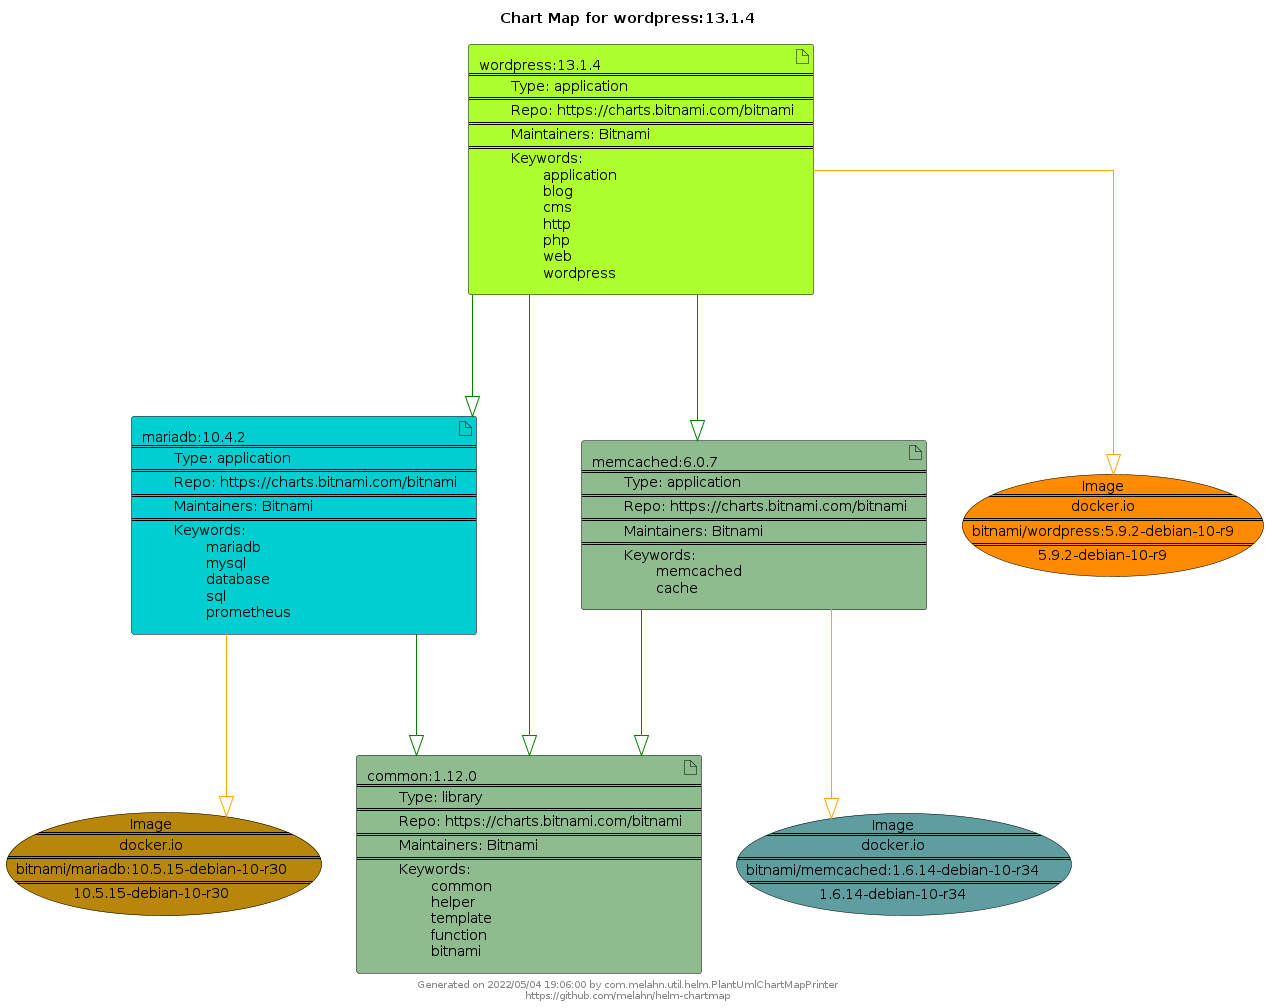 Chart Map for wordpress:13.1.4
wordpress:13.1.4
Type: application
Repo: https://charts.bitnami.com/bitnami
Maintainers: Bitnami
Keywords:
application
blog
cms
http
php
web
wordpress
mariadb:10.4.2
Type: application
Repo: https://charts.bitnami.com/bitnami
Maintainers: Bitnami
Keywords:
mariadb
mysql
database
sql
prometheus
memcached:6.0.7
Type: application
Repo: https://charts.bitnami.com/bitnami
Maintainers: Bitnami
Keywords:
memcached
cache
Image
docker.io
bitnami/wordpress:5.9.2-debian-10-r9
5.9.2-debian-10-r9
Image
docker.io
bitnami/mariadb:10.5.15-debian-10-r30
10.5.15-debian-10-r30
common:1.12.0
Type: library
Repo: https://charts.bitnami.com/bitnami
Maintainers: Bitnami
Keywords:
common
helper
template
function
bitnami
Image
docker.io
bitnami/memcached:1.6.14-debian-10-r34
1.6.14-debian-10-r34
Generated on 2022/05/04 19:06:00 by com.melahn.util.helm.PlantUmlChartMapPrinter
https://github.com/melahn/helm-chartmap